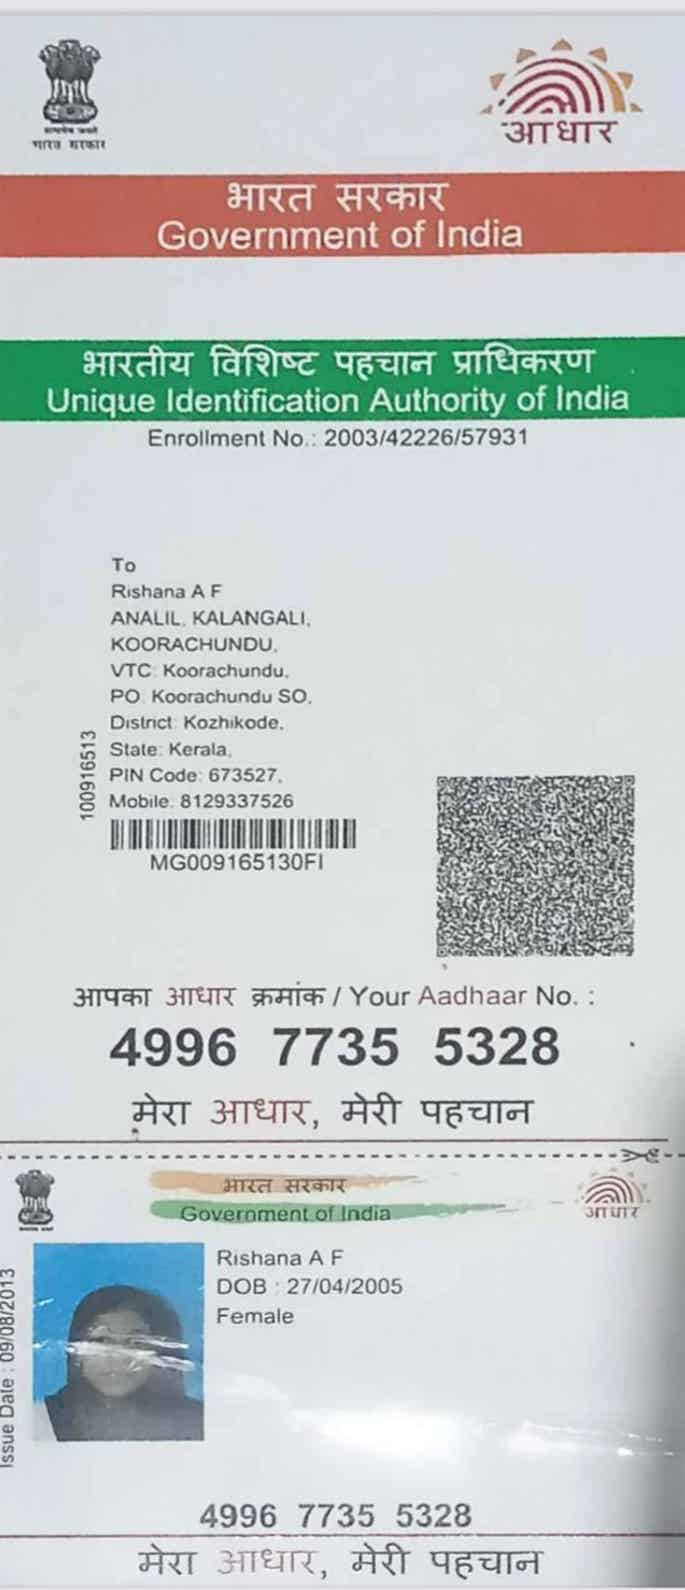 सत्यमेव जयते
भारत सरकार
आधार
भारत सरकार
Government of India
भारतीय विशिष्ट पहचान प्राधिकरण
Unique Identification Authority of India
Enrollment No.: 2003/42226/57931
To
Rishana A F
ANALIL, KALANGALI,
KOORACHUNDU,
VTC: Koorachundu,
PO: Koorachundu SO,
District: Kozhikode,
State: Kerala,
PIN Code: 673527,
Mobile: 8129337526
100916513
MG009165130FI
आपका आधार क्रमांक / Your Aadhaar No. :
4996 7735 5328
मेरा आधार, मेरी पहचान
भारत सरकार
Government of India
आधार
Issue Date : 09/08/2013
Rishana A F
DOB : 27/04/2005
Female
4996 7735 5328
मेरा आधार, मेरी पहचान